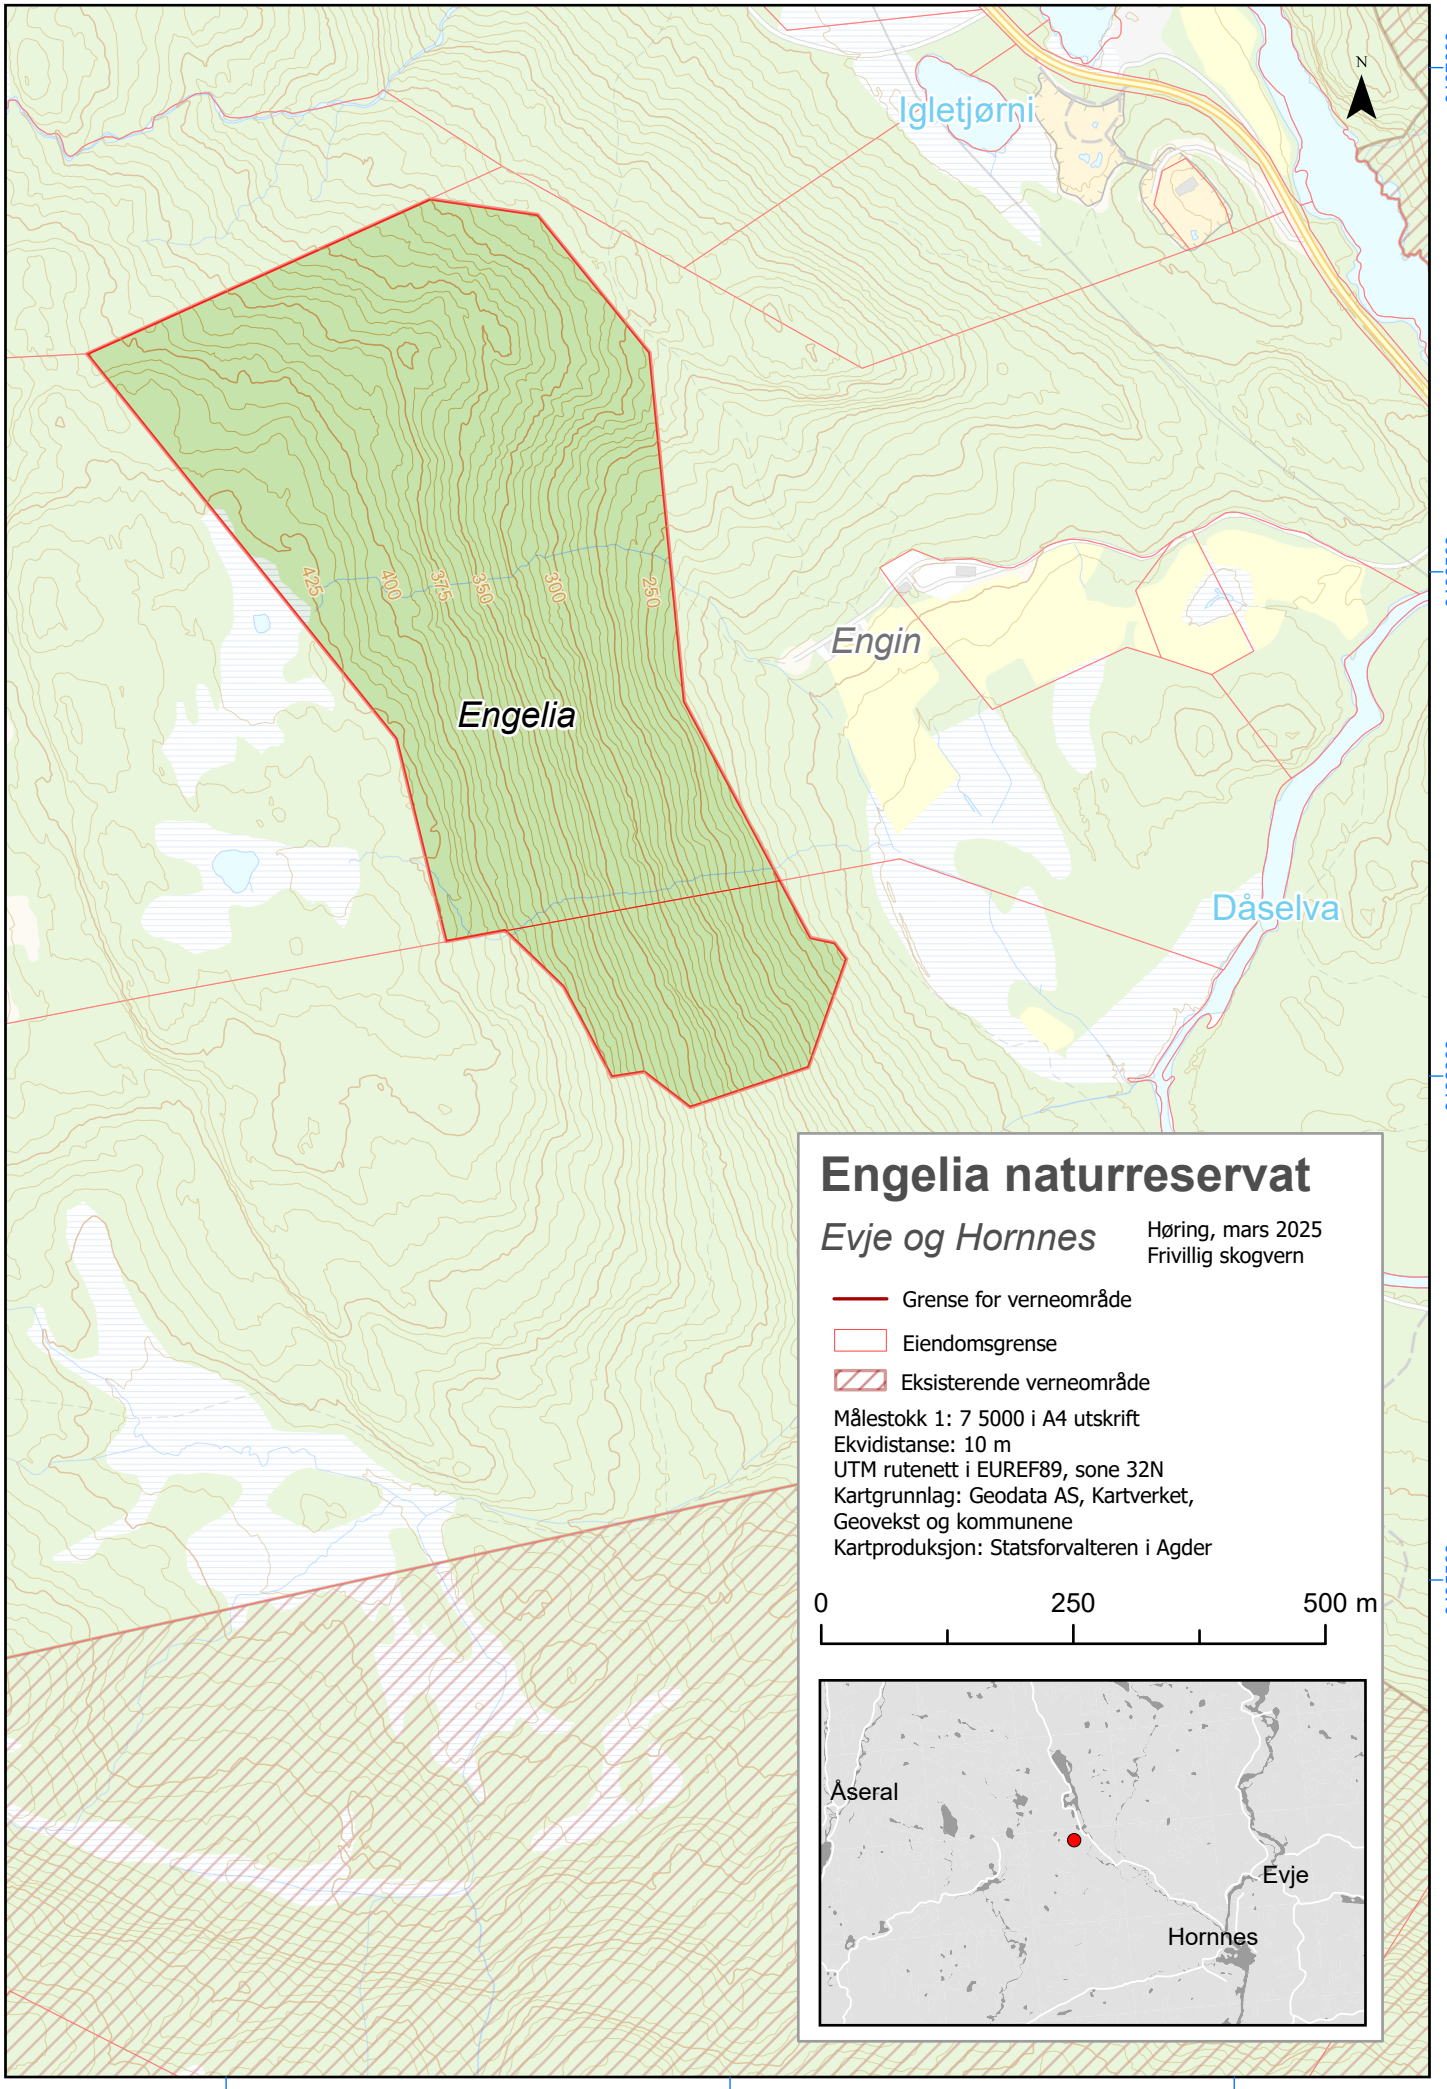 N
Igletjørni
425
400
375
350
300
250
Engin
Engelia
Dåselva
Engelia naturreservat
Evje og Hornnes
Høring, mars 2025
Frivillig skogvern
Grense for verneområde
Eiendomsgrense
Eksisterende verneområde
Målestokk 1: 7 5000 i A4 utskrift
Ekvidistanse: 10 m
UTM rutenett i EUREF89, sone 32N
Kartgrunnlag: Geodata AS, Kartverket,
Geovekst og kommunene
Kartproduksjon: Statsforvalteren i Agder
0 250 500 m
Åseral
Evje
Hornnes